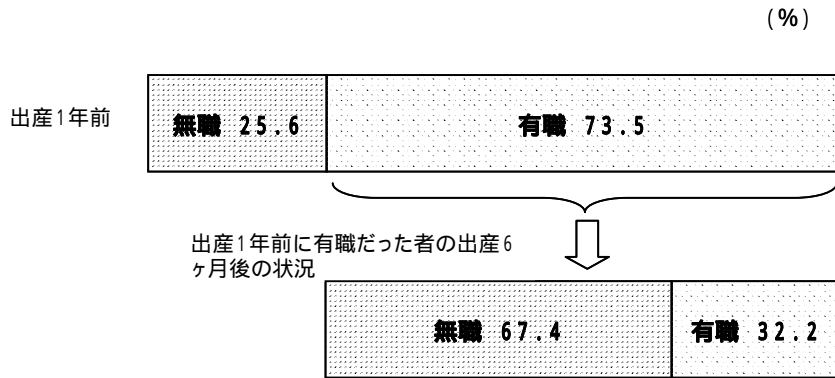 (%)
出産1年前
無職 25.6
有職 73.5
出産1年前に有職だった者の出産6
ヶ月後の状況
無職 67.4
有職 32.2